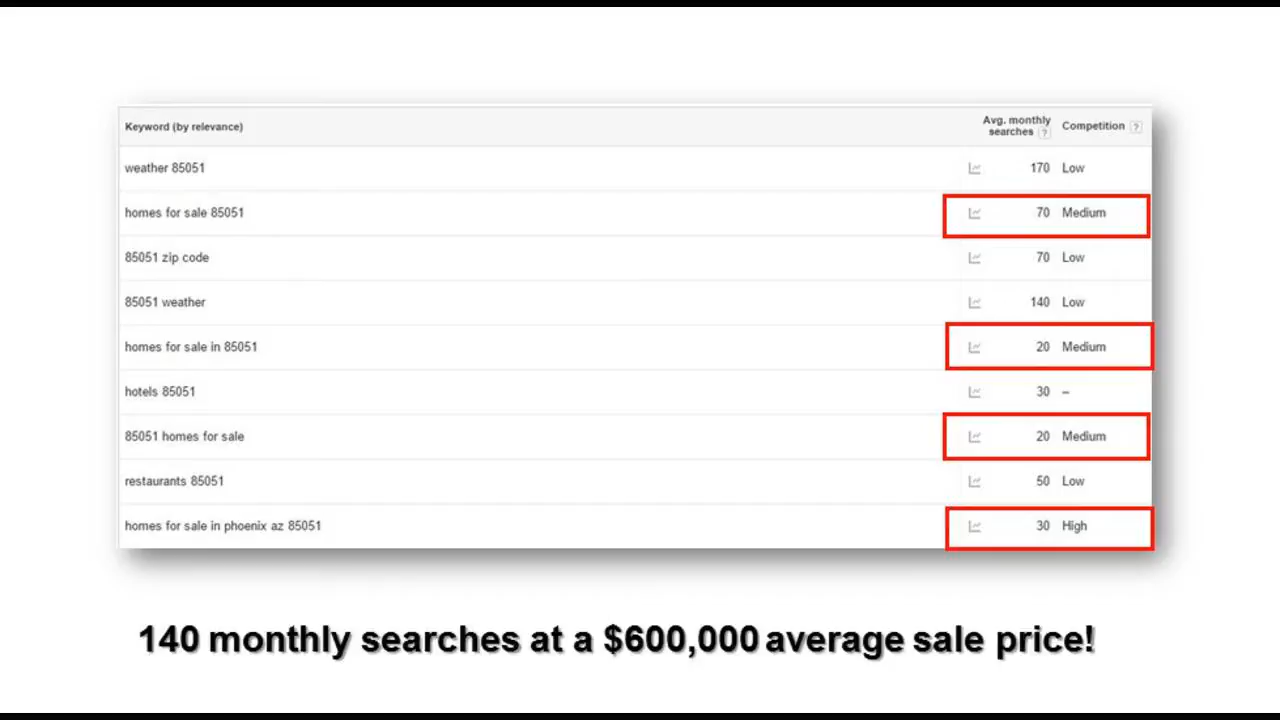 Keyword (by relevance) Avg. monthly searches ? Competition ?
weather 85051 170 Low
homes for sale 85051 70 Medium
85051 zip code 70 Low
85051 weather 140 Low
homes for sale in 85051 20 Medium
hotels 85051 30 –
85051 homes for sale 20 Medium
restaurants 85051 50 Low
homes for sale in phoenix az 85051 30 High
140 monthly searches at a $600,000 average sale price!